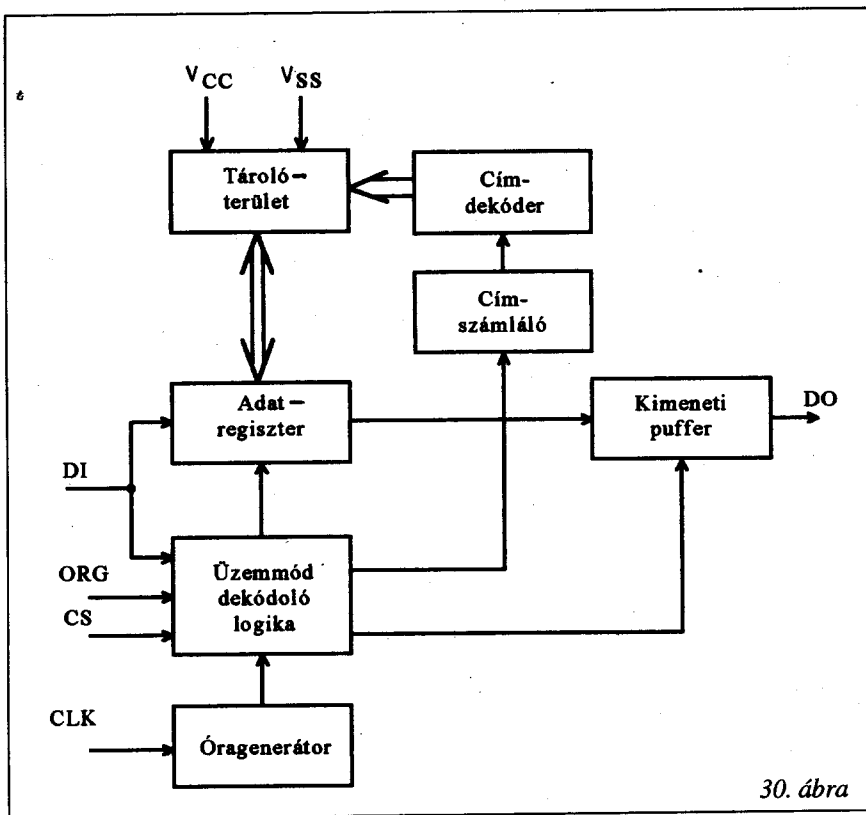 VCC
VSS
Tároló-
terület
Cím-
dekóder
Cím-
számláló
Adat-
regiszter
Kimeneti
puffer
DO
DI
ORG
CS
Üzemmód
dekódoló
logika
CLK
Óragenerátor
30. ábra